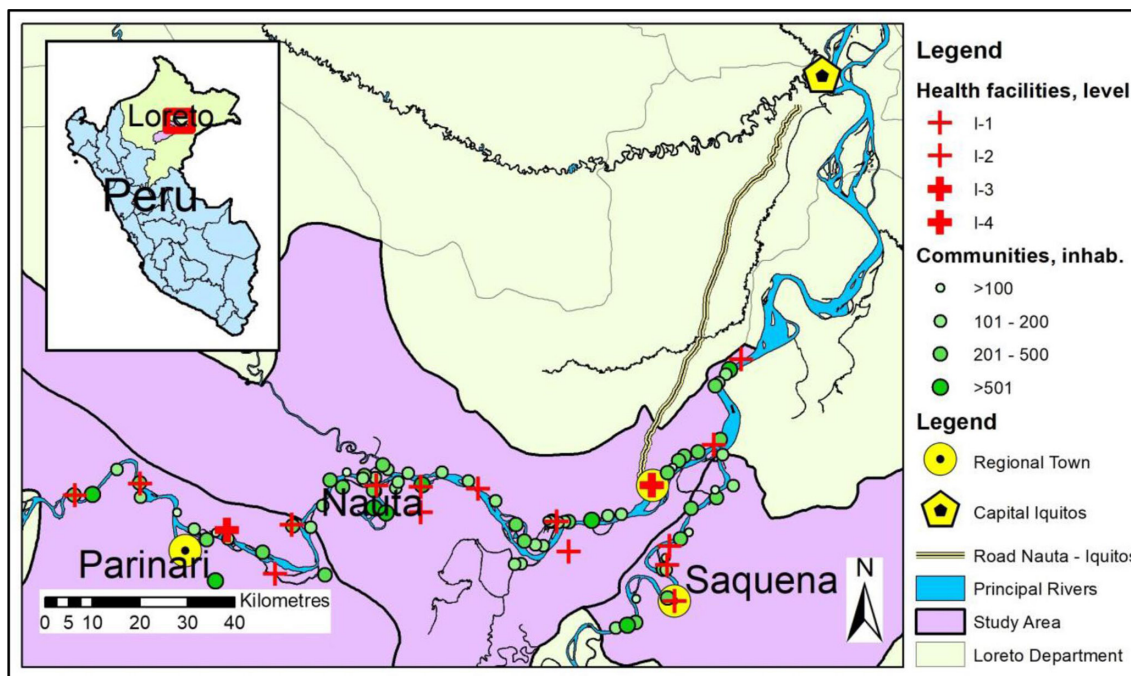 Loreto
Peru
Nauta
Parinari
Saquena
Kilometres
0 5 10 20 30 40
N
Legend
Health facilities, level
I-1
I-2
I-3
I-4
Communities, inhab.
>100
101 - 200
201 - 500
>501
Legend
Regional Town
Capital Iquitos
Road Nauta - Iquitos
Principal Rivers
Study Area
Loreto Department